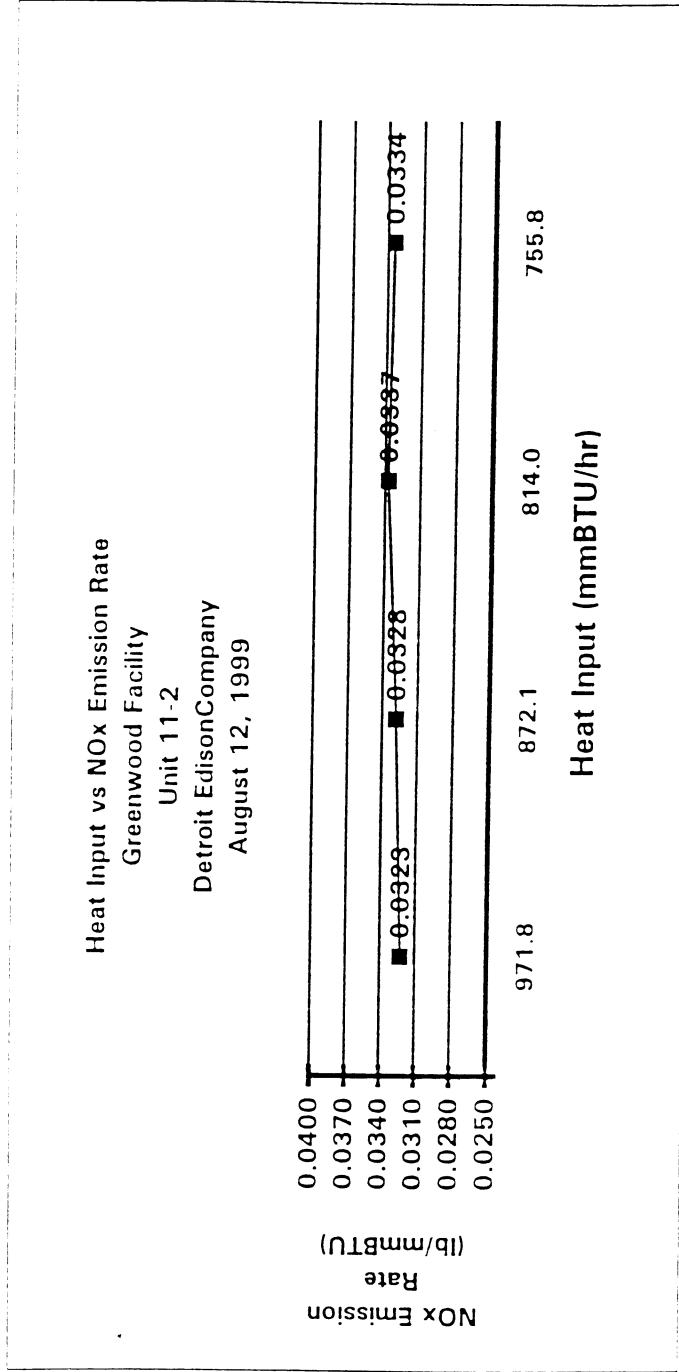 Heat Input vs NOx Emission Rate
Greenwood Facility
Unit 11-2
Detroit EdisonCompany
August 12, 1999
NOx Emission
Rate
(lb/mmBTU)
0.0400
0.0370
0.0340
0.0310
0.0280
0.0250
0.0323
0.0328
0.0337
0.0334
971.8
872.1
814.0
755.8
Heat Input (mmBTU/hr)